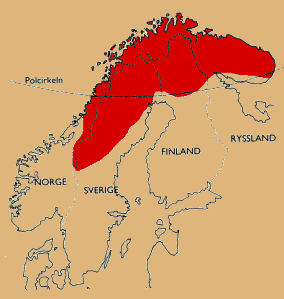 Polcirkeln
RYSSLAND
FINLAND
NORGE
SVERIGE